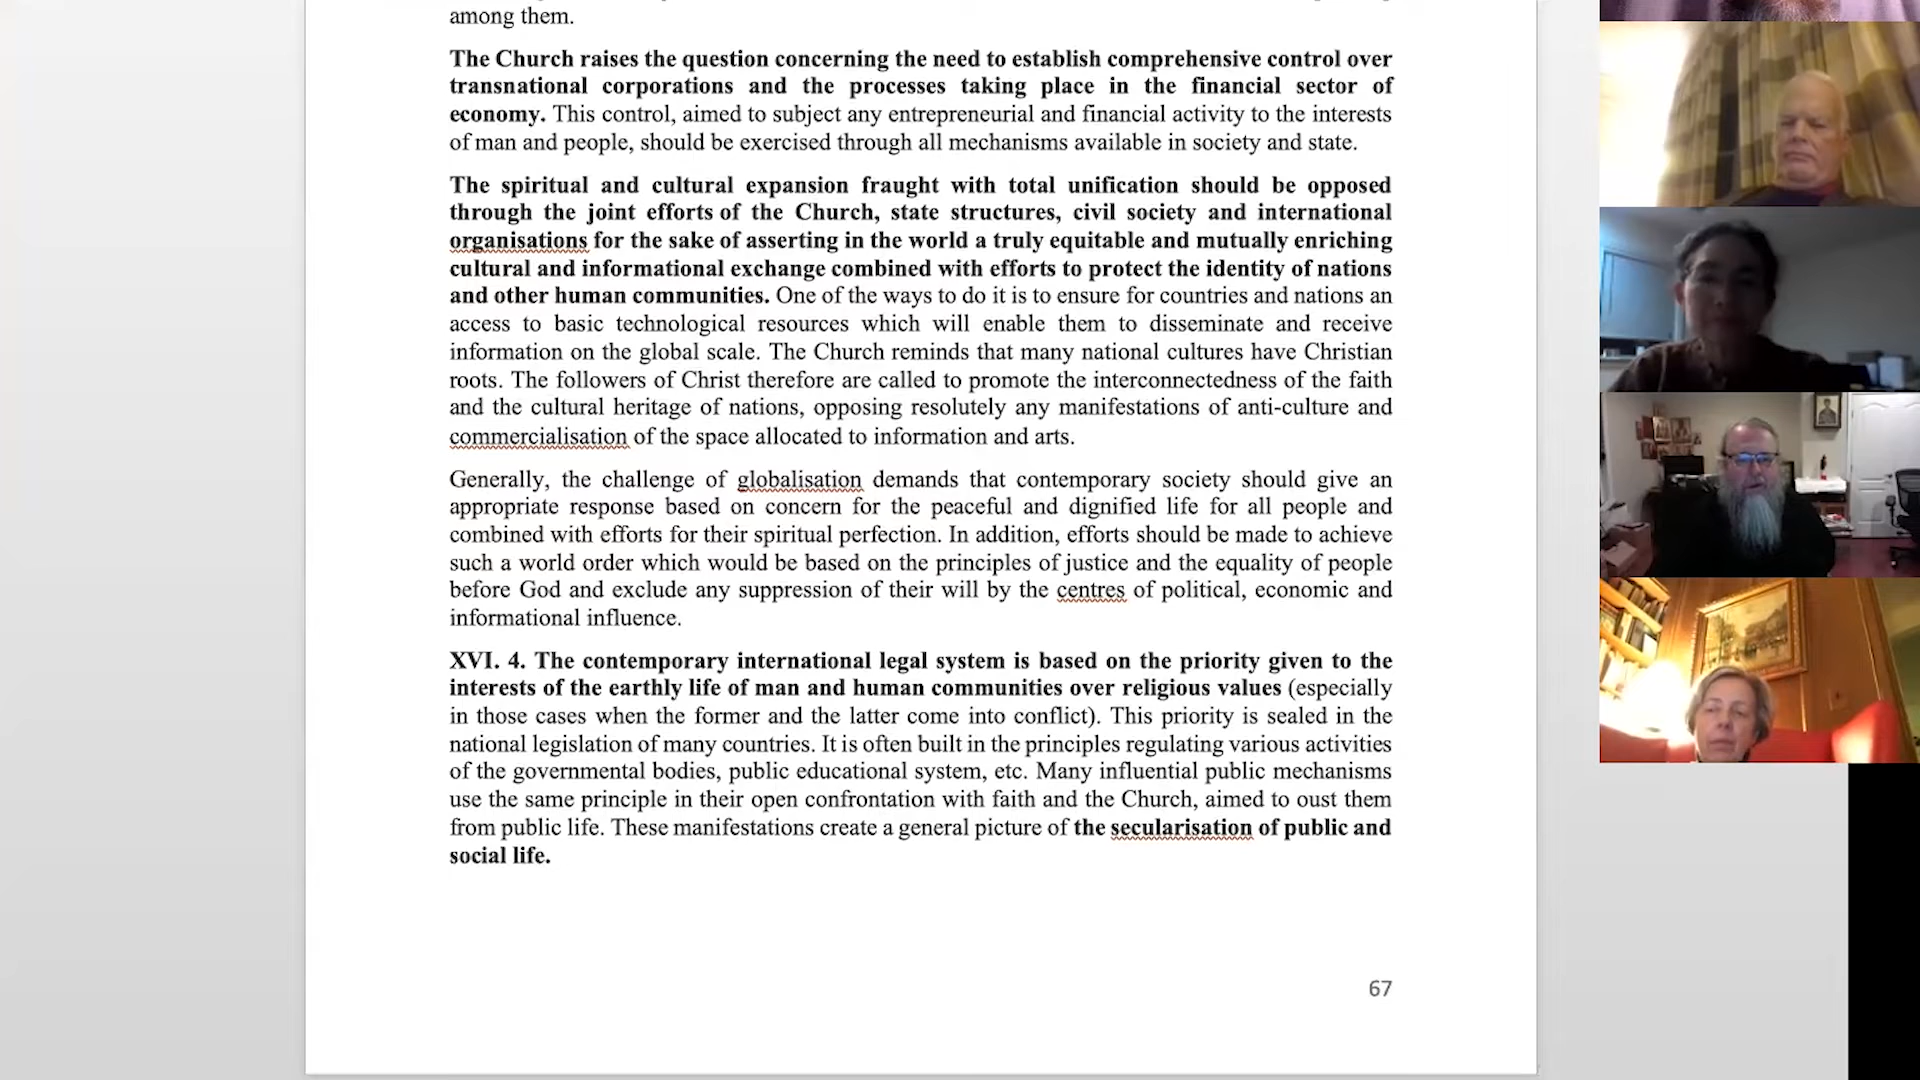 among them.
The Church raises the question concerning the need to establish comprehensive control over
transnational corporations and the processes taking place in the financial sector of
economy. This control, aimed to subject any entrepreneurial and financial activity to the interests
of man and people, should be exercised through all mechanisms available in society and state.
The spiritual and cultural expansion fraught with total unification should be opposed
through the joint efforts of the Church, state structures, civil society and international
organisations for the sake of asserting in the world a truly equitable and mutually enriching
cultural and informational exchange combined with efforts to protect the identity of nations
and other human communities. One of the ways to do it is to ensure for countries and nations an
access to basic technological resources which will enable them to disseminate and receive
information on the global scale. The Church reminds that many national cultures have Christian
roots. The followers of Christ therefore are called to promote the interconnectedness of the faith
and the cultural heritage of nations, opposing resolutely any manifestations of anti-culture and
commercialisation of the space allocated to information and arts.
Generally, the challenge of globalisation demands that contemporary society should give an
appropriate response based on concern for the peaceful and dignified life for all people and
combined with efforts for their spiritual perfection. In addition, efforts should be made to achieve
such a world order which would be based on the principles of justice and the equality of people
before God and exclude any suppression of their will by the centres of political, economic and
informational influence.
XVI. 4. The contemporary international legal system is based on the priority given to the
interests of the earthly life of man and human communities over religious values (especially
in those cases when the former and the latter come into conflict). This priority is sealed in the
national legislation of many countries. It is often built in the principles regulating various activities
of the governmental bodies, public educational system, etc. Many influential public mechanisms
use the same principle in their open confrontation with faith and the Church, aimed to oust them
from public life. These manifestations create a general picture of the secularisation of public and
social life.
67